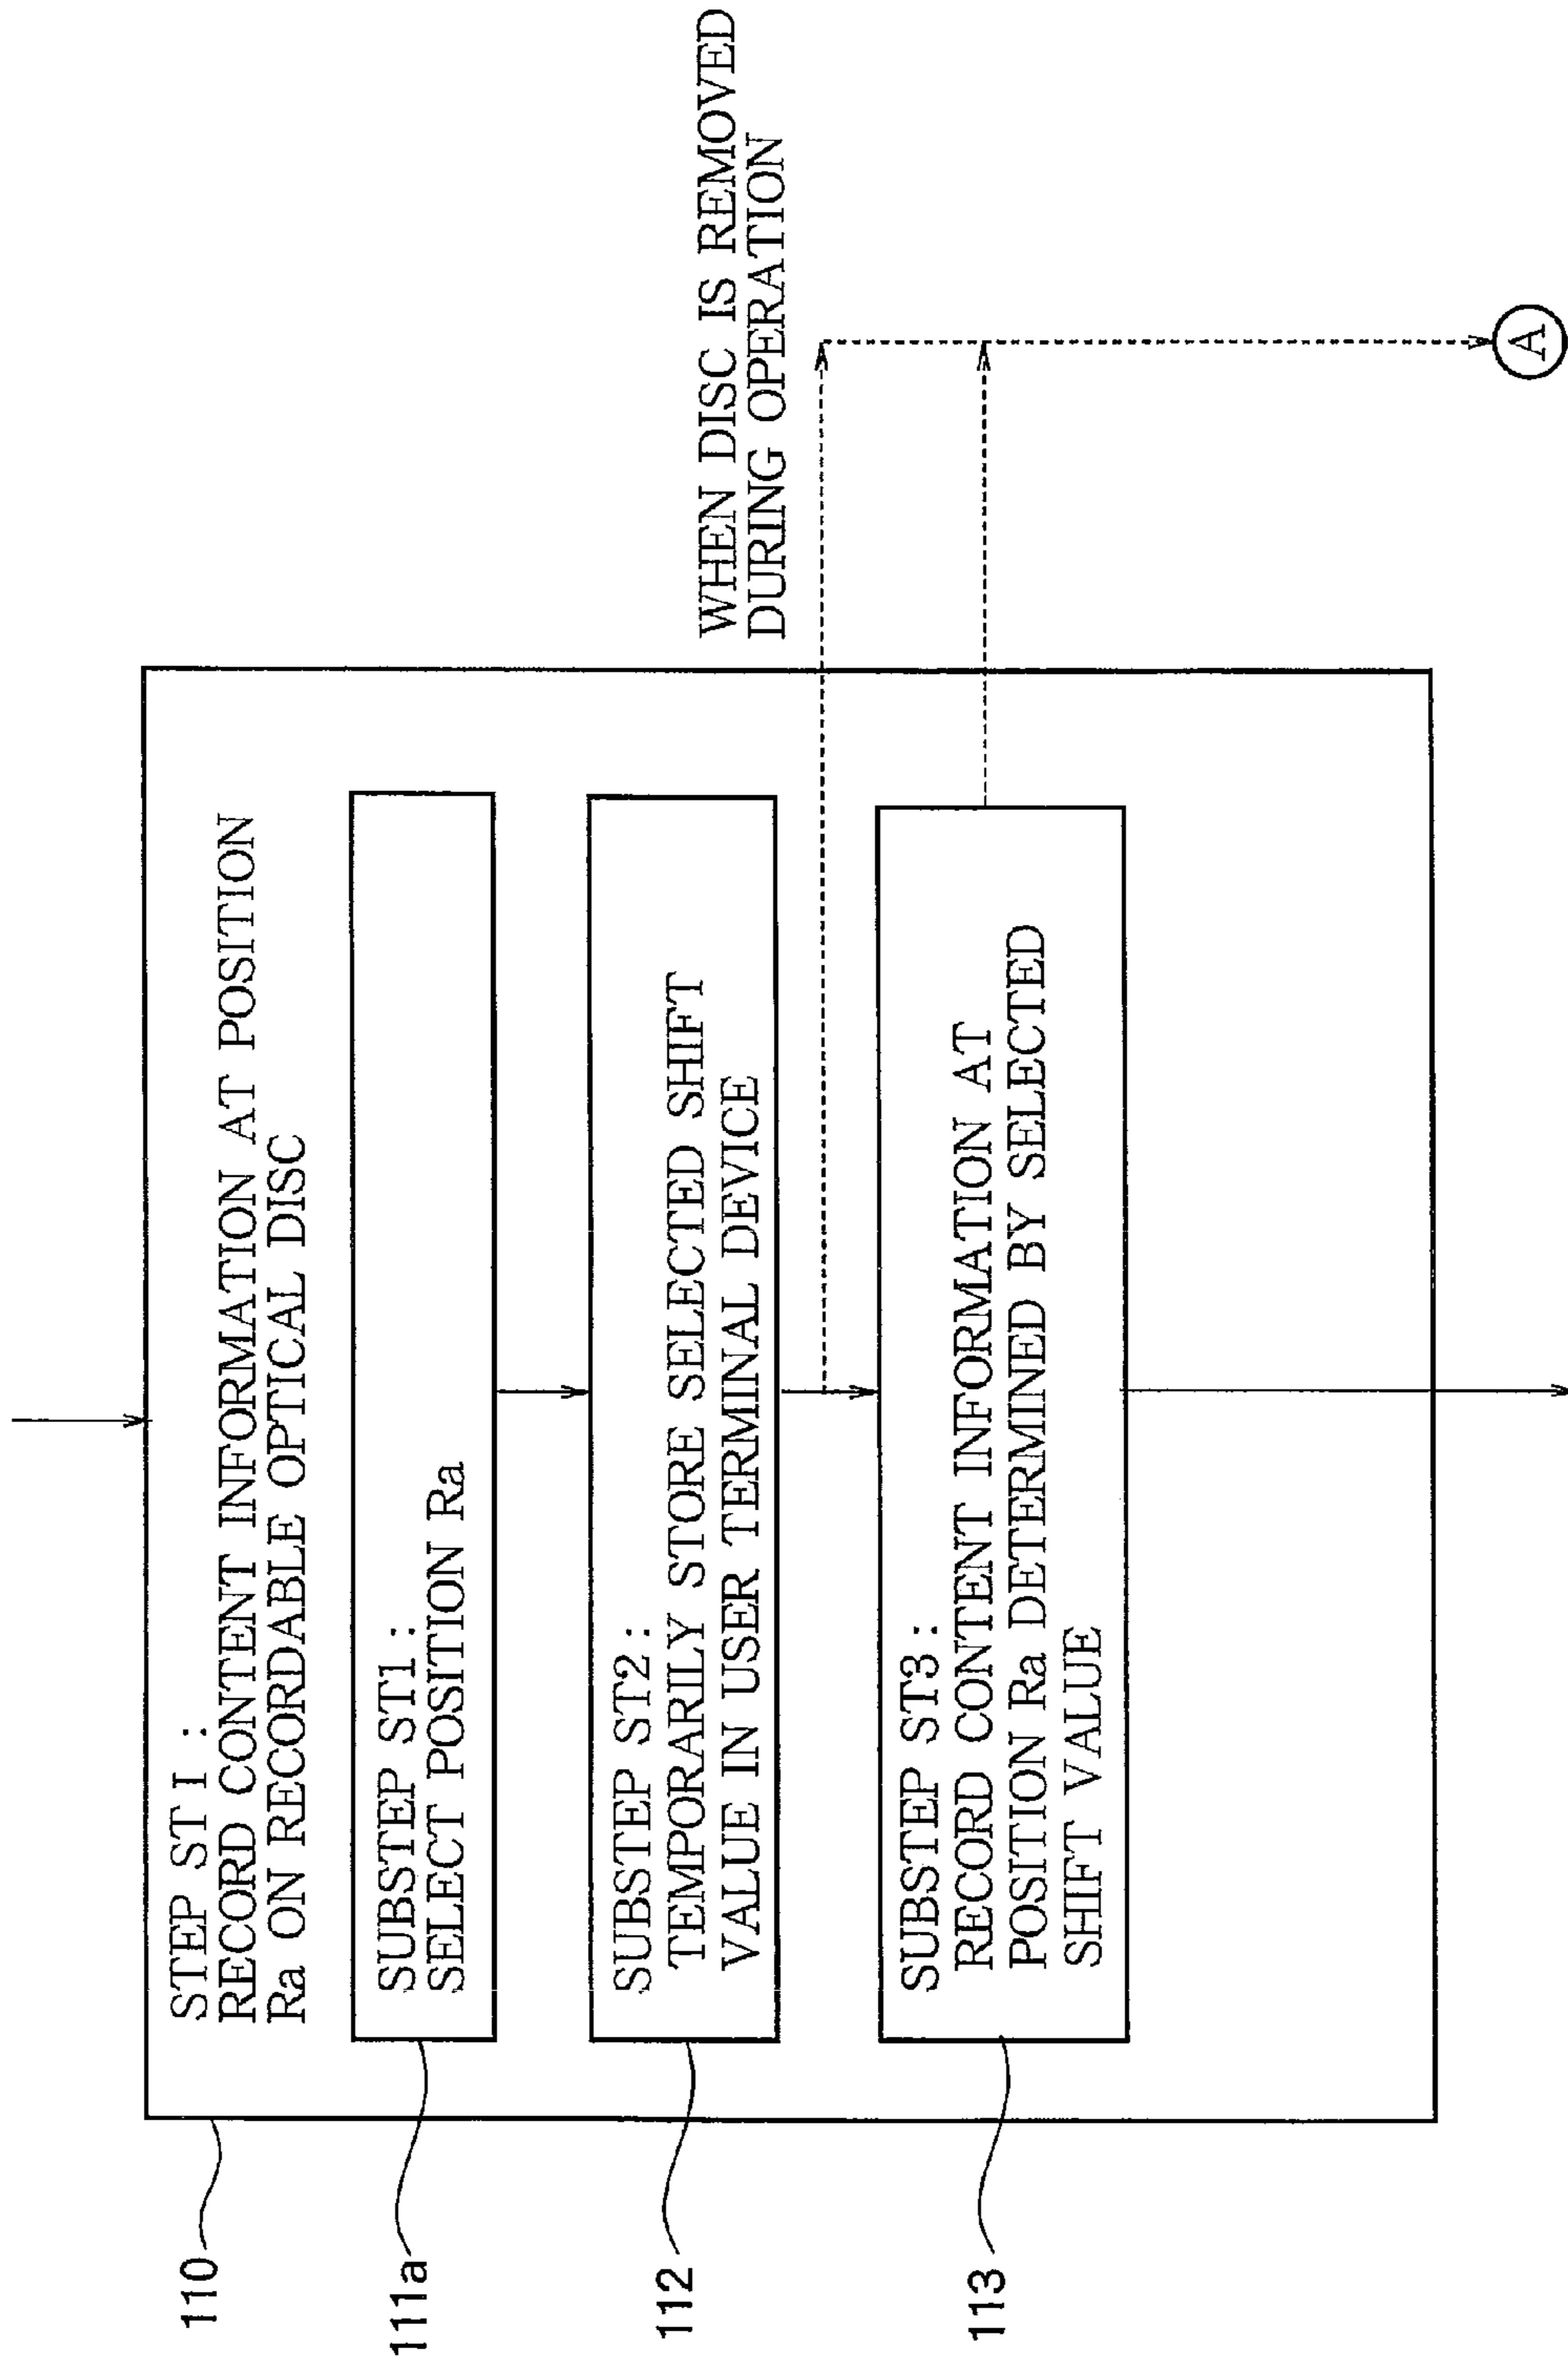 STEP ST I :
RECORD CONTENT INFORMATION AT POSITION
Ra ON RECORDABLE OPTICAL DISC
110
SUBSTEP ST1:
SELECT POSITION Ra
111a
SUBSTEP ST2:
TEMPORARILY STORE SELECTED SHIFT
VALUE IN USER TERMINAL DEVICE
112
WHEN DISC IS REMOVED
DURING OPERATION
SUBSTEP ST3:
RECORD CONTENT INFORMATION AT
POSITION Ra DETERMINED BY SELECTED
SHIFT VALUE
113
A